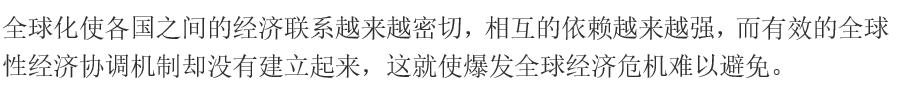 全球化使各国之间的经济联系越来越密切，相互的依赖越来越强，而有效的全球
性经济协调机制却没有建立起来，这就使爆发全球经济危机难以避免。